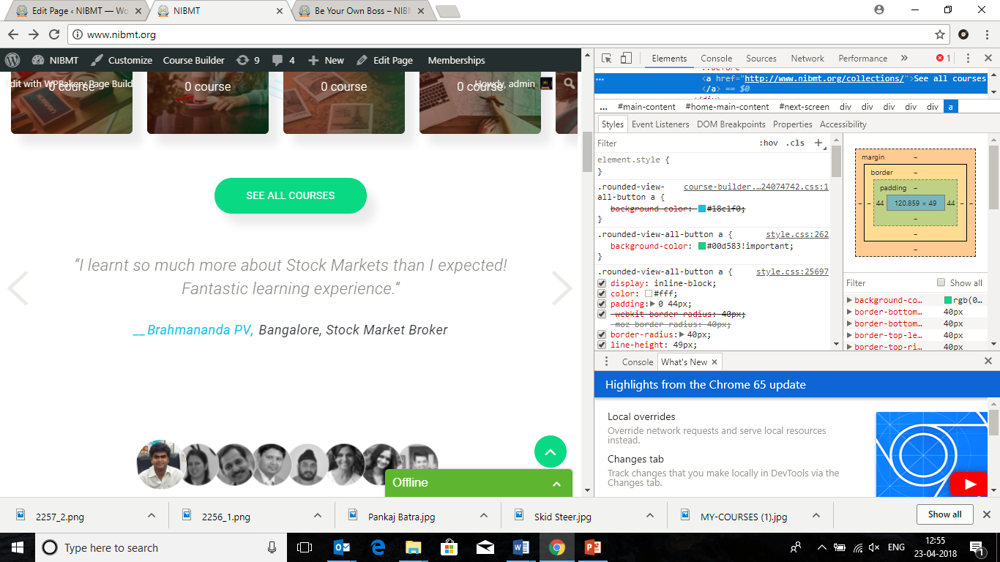 Edit Page ‹ NIBMT — Wo
NIBMT
Be Your Own Boss – NIBM
www.nibmt.org
NIBMT
Customize
Course Builder
9
4
New
Edit Page
Memberships
Edit with WPBakery Page Build
Howdy, admin
0 course
0 course
0 course
0 course
SEE ALL COURSES
“I learnt so much more about Stock Markets than I expected!
Fantastic learning experience.”
__ Brahmananda PV, Bangalore, Stock Market Broker
Offline
Elements
Console
Sources
Network
Performance
»
1
::before
<a href="http://www.nibmt.org/collections/">See all courses
</a> == $0
</div>
...
#main-content
#home-main-content
#next-screen
div
div
div
div
div
a
Styles
Event Listeners
DOM Breakpoints
Properties
Accessibility
Filter
:hov
.cls
+
element.style {
}
.rounded-view- course-builder.…24074742.css:1
all-button a {
background-color: #18c1f0;
}
.rounded-view-all-button a { style.css:262
background-color: #00d583!important;
}
.rounded-view-all-button a { style.css:25697
display: inline-block;
color: #fff;
padding: 0 44px;
-webkit-border-radius: 40px;
-moz-border-radius: 40px;
border-radius: 40px;
line-height: 49px;
margin –
border –
padding –
– – 44 120.859 × 49 44 – –
–
–
–
Filter
Show all
background-co… rgb(0…
border-bottom… 40px
border-bottom… 40px
border-top-le… 40px
border-top-ri… 40px
Console
What's New ×
Highlights from the Chrome 65 update
Local overrides
Override network requests and serve local resources
instead.
Changes tab
Track changes that you make locally in DevTools via the
Changes tab.
2257_2.png
2256_1.png
Pankaj Batra.jpg
Skid Steer.jpg
MY-COURSES (1).jpg
Show all
Type here to search
ENG
12:55
23-04-2018
1